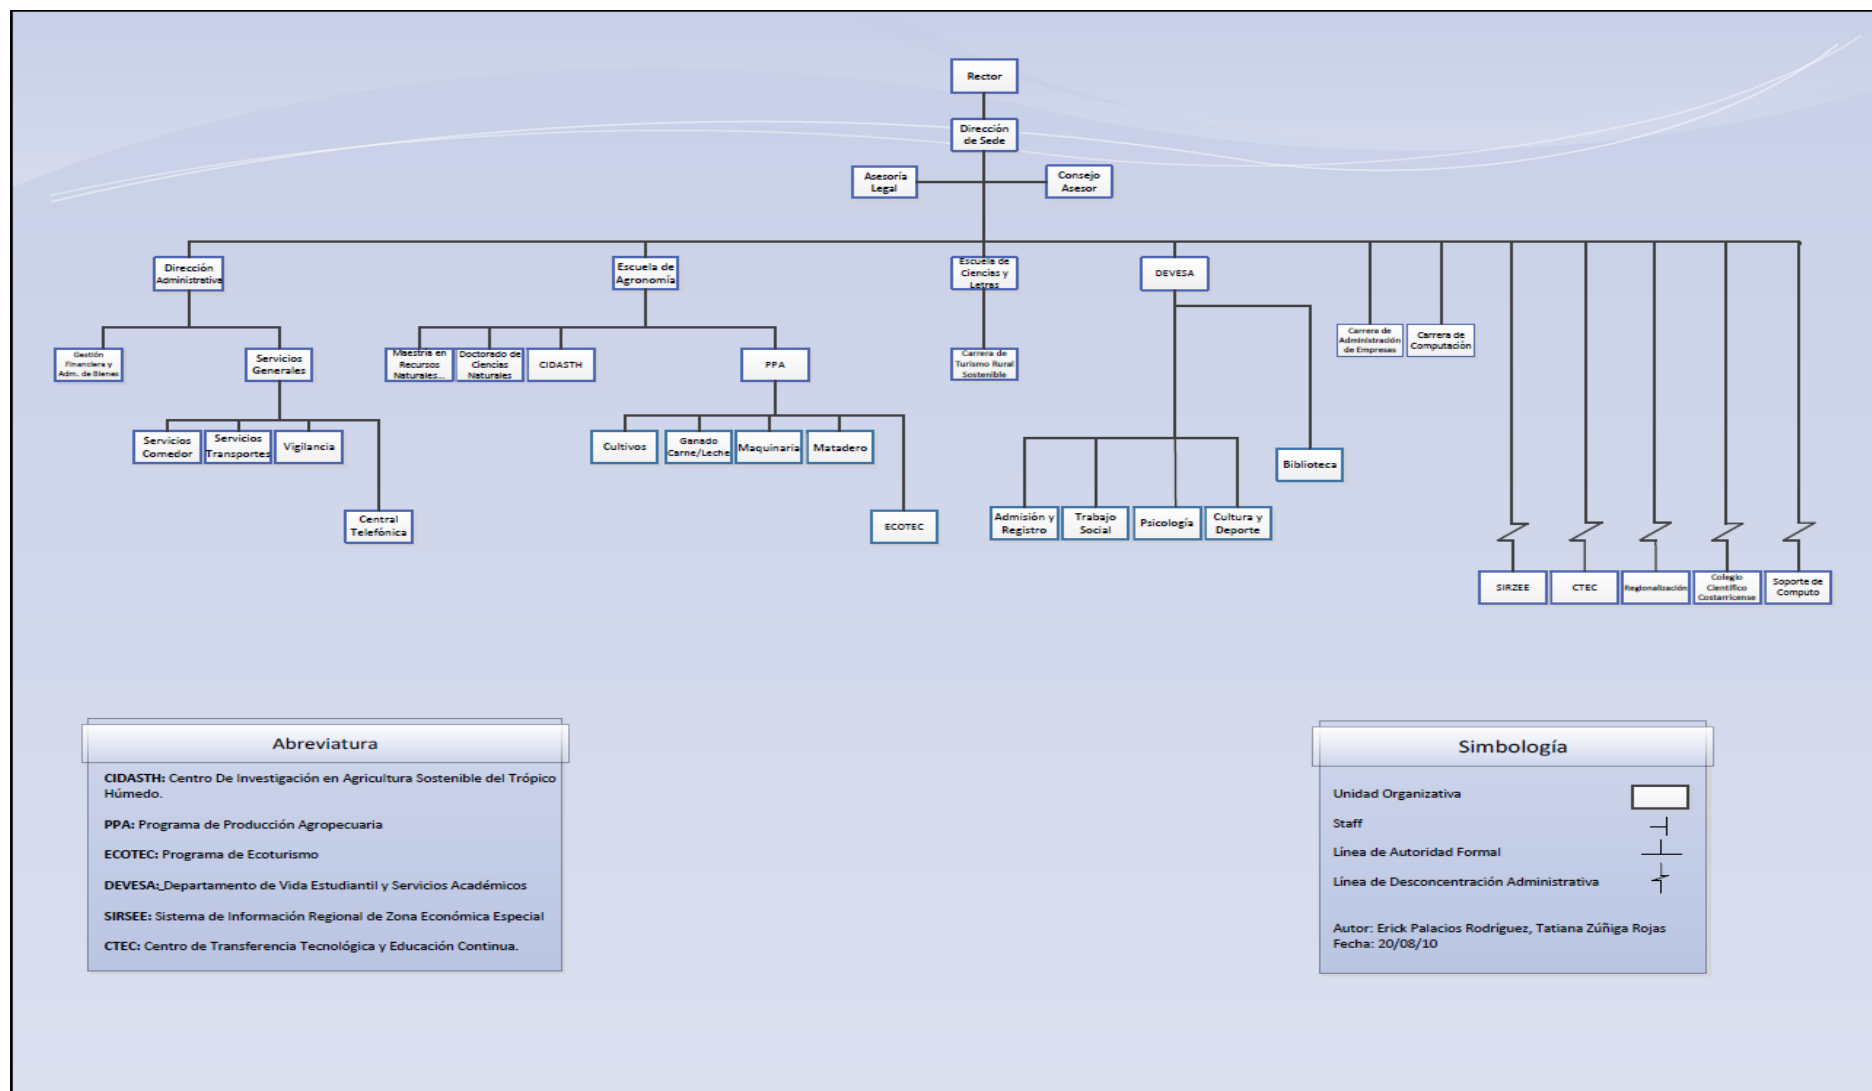 Rector
Dirección
de Sede
Asesoría
Legal
Consejo
Asesor
Dirección
Administrativa
Escuela de
Agronomía
Escuela de
Ciencias y
Letras
DEVESA
Gestión
Financiera y
Adm. de Bienes
Servicios
Generales
Maestría en
Recursos
Naturales...
Doctorado de
Ciencias
Naturales
CIDASTH
PPA
Carrera de
Turismo Rural
Sostenible
Carrera de
Administración
de Empresas
Carrera de
Computación
Servicios
Comedor
Servicios
Transportes
Vigilancia
Central
Telefónica
Cultivos
Ganado
Carne/Leche
Maquinaria
Matadero
ECOTEC
Biblioteca
Admisión y
Registro
Trabajo
Social
Psicología
Cultura y
Deporte
SIRZEE
CTEC
Regionalización
Colegio
Científico
Costarricense
Soporte de
Computo
Abreviatura
CIDASTH: Centro De Investigación en Agricultura Sostenible del Trópico
Húmedo.
PPA: Programa de Producción Agropecuaria
ECOTEC: Programa de Ecoturismo
DEVESA: Departamento de Vida Estudiantil y Servicios Académicos
SIRSEE: Sistema de Información Regional de Zona Económica Especial
CTEC: Centro de Transferencia Tecnológica y Educación Continua.
Simbología
Unidad Organizativa
Staff
Línea de Autoridad Formal
Línea de Desconcentración Administrativa
Autor: Erick Palacios Rodríguez, Tatiana Zúñiga Rojas
Fecha: 20/08/10